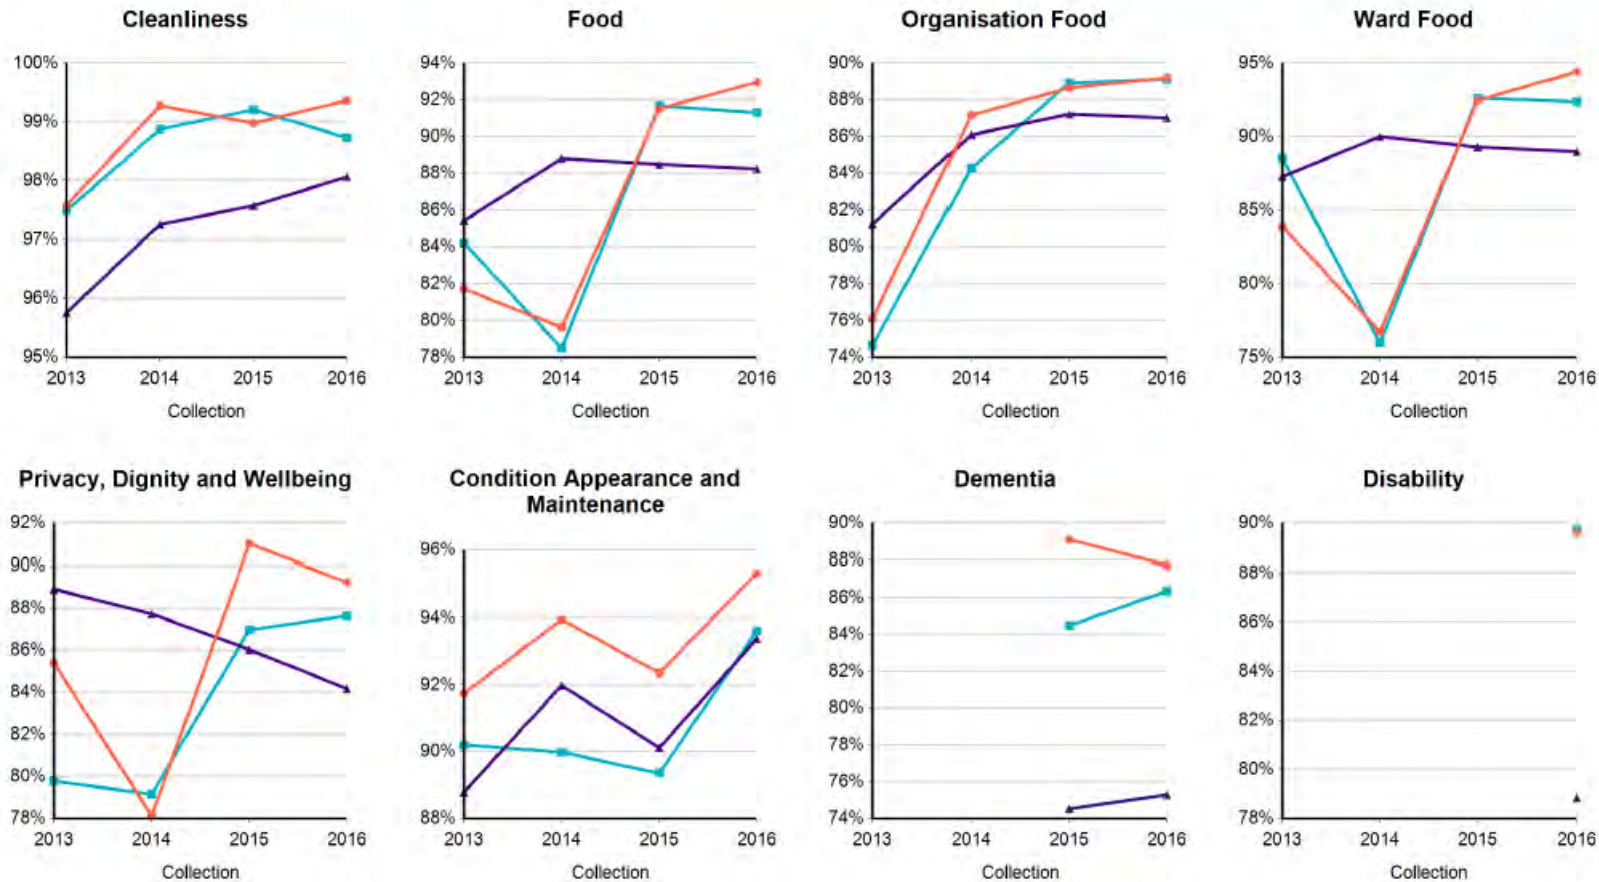 Cleanliness
100%
99%
98%
97%
96%
95%
2013 2014 2015 2016
Collection
Food
94%
92%
90%
88%
86%
84%
82%
80%
78%
2013 2014 2015 2016
Collection
Organisation Food
90%
88%
86%
84%
82%
80%
78%
76%
74%
2013 2014 2015 2016
Collection
Ward Food
95%
90%
85%
80%
75%
2013 2014 2015 2016
Collection
Privacy, Dignity and Wellbeing
92%
90%
88%
86%
84%
82%
80%
78%
2013 2014 2015 2016
Collection
Condition Appearance and
Maintenance
96%
94%
92%
90%
88%
2013 2014 2015 2016
Collection
Dementia
90%
88%
86%
84%
82%
80%
78%
76%
74%
2013 2014 2015 2016
Collection
Disability
90%
88%
86%
84%
82%
80%
78%
2013 2014 2015 2016
Collection